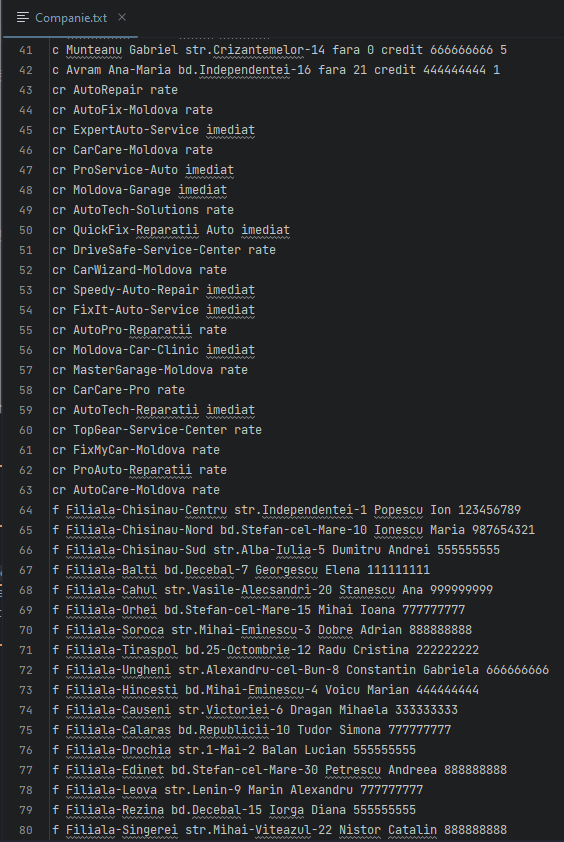 Companie.txt
41 c Munteanu Gabriel str.Crizantemelor-14 fara 0 credit 666666666 5
42 c Avram Ana-Maria bd.Independentei-16 fara 21 credit 444444444 1
43 cr AutoRepair rate
44 cr AutoFix-Moldova rate
45 cr ExpertAuto-Service imediat
46 cr CarCare-Moldova rate
47 cr ProService-Auto imediat
48 cr Moldova-Garage imediat
49 cr AutoTech-Solutions rate
50 cr QuickFix-Reparatii Auto imediat
51 cr DriveSafe-Service-Center rate
52 cr CarWizard-Moldova rate
53 cr Speedy-Auto-Repair imediat
54 cr FixIt-Auto-Service imediat
55 cr AutoPro-Reparatii rate
56 cr Moldova-Car-Clinic imediat
57 cr MasterGarage-Moldova rate
58 cr CarCare-Pro rate
59 cr AutoTech-Reparatii imediat
60 cr TopGear-Service-Center rate
61 cr FixMyCar-Moldova rate
62 cr ProAuto-Reparatii rate
63 cr AutoCare-Moldova rate
64 f Filiala-Chisinau-Centru str.Independentei-1 Popescu Ion 123456789
65 f Filiala-Chisinau-Nord bd.Stefan-cel-Mare-10 Ionescu Maria 987654321
66 f Filiala-Chisinau-Sud str.Alba-Iulia-5 Dumitru Andrei 555555555
67 f Filiala-Balti bd.Decebal-7 Georgescu Elena 111111111
68 f Filiala-Cahul str.Vasile-Alecsandri-20 Stanescu Ana 999999999
69 f Filiala-Orhei bd.Stefan-cel-Mare-15 Mihai Ioana 777777777
70 f Filiala-Soroca str.Mihai-Eminescu-3 Dobre Adrian 888888888
71 f Filiala-Tiraspol bd.25-Octombrie-12 Radu Cristina 222222222
72 f Filiala-Ungheni str.Alexandru-cel-Bun-8 Constantin Gabriela 666666666
73 f Filiala-Hincesti bd.Mihai-Eminescu-4 Voicu Marian 444444444
74 f Filiala-Causeni str.Victoriei-6 Dragan Mihaela 333333333
75 f Filiala-Calaras bd.Republicii-10 Tudor Simona 777777777
76 f Filiala-Drochia str.1-Mai-2 Balan Lucian 555555555
77 f Filiala-Edinet bd.Stefan-cel-Mare-30 Petrescu Andreea 888888888
78 f Filiala-Leova str.Lenin-9 Marin Alexandru 777777777
79 f Filiala-Rezina bd.Decebal-15 Iorga Diana 555555555
80 f Filiala-Singerei str.Mihai-Viteazul-22 Nistor Catalin 888888888